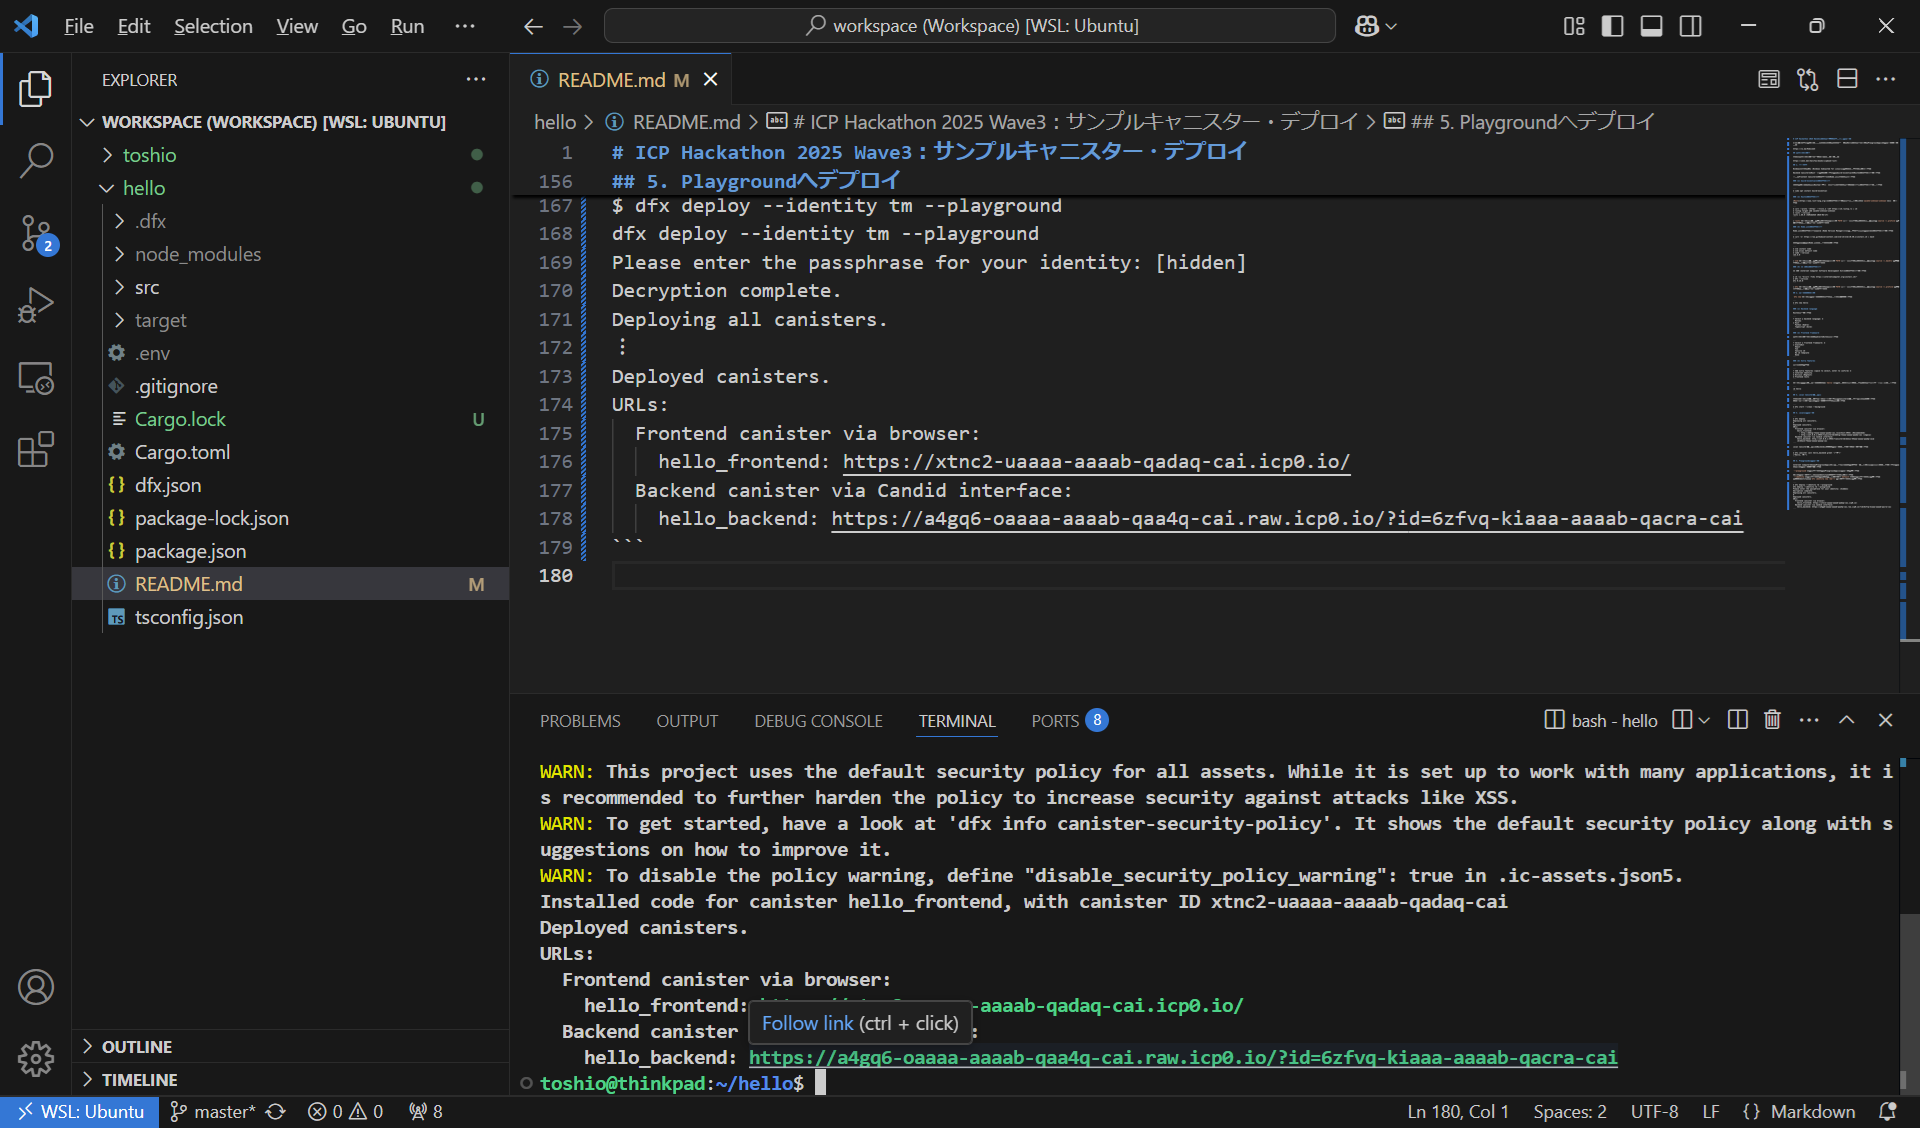 File Edit Selection View Go Run ··· workspace (Workspace) [WSL: Ubuntu]
EXPLORER ···
WORKSPACE (WORKSPACE) [WSL: UBUNTU]
toshio
hello
.dfx
node_modules
src
target
.env
.gitignore
Cargo.lock U
Cargo.toml
dfx.json
package-lock.json
package.json
README.md M
tsconfig.json
OUTLINE
TIMELINE
2
README.md M
hello > README.md > # ICP Hackathon 2025 Wave3：サンプルキャニスター・デプロイ > ## 5. Playgroundへデプロイ
1 # ICP Hackathon 2025 Wave3：サンプルキャニスター・デプロイ
156 ## 5. Playgroundへデプロイ
167 $ dfx deploy --identity tm --playground
168 dfx deploy --identity tm --playground
169 Please enter the passphrase for your identity: [hidden]
170 Decryption complete.
171 Deploying all canisters.
172 ⋮
173 Deployed canisters.
174 URLs:
175 Frontend canister via browser:
176 hello_frontend: https://xtnc2-uaaaa-aaaab-qadaq-cai.icp0.io/
177 Backend canister via Candid interface:
178 hello_backend: https://a4gq6-oaaaa-aaaab-qaa4q-cai.raw.icp0.io/?id=6zfvq-kiaaa-aaaab-qacra-cai
179 ```
180
PROBLEMS OUTPUT DEBUG CONSOLE TERMINAL PORTS 8 bash - hello
WARN: This project uses the default security policy for all assets. While it is set up to work with many applications, it i
s recommended to further harden the policy to increase security against attacks like XSS.
WARN: To get started, have a look at 'dfx info canister-security-policy'. It shows the default security policy along with s
uggestions on how to improve it.
WARN: To disable the policy warning, define "disable_security_policy_warning": true in .ic-assets.json5.
Installed code for canister hello_frontend, with canister ID xtnc2-uaaaa-aaaab-qadaq-cai
Deployed canisters.
URLs:
Frontend canister via browser:
hello_frontend: -aaaab-qadaq-cai.icp0.io/
Follow link (ctrl + click)
Backend canister :
hello_backend: https://a4gq6-oaaaa-aaaab-qaa4q-cai.raw.icp0.io/?id=6zfvq-kiaaa-aaaab-qacra-cai
toshio@thinkpad:~/hello$
WSL: Ubuntu master* 0 0 8 Ln 180, Col 1 Spaces: 2 UTF-8 LF {} Markdown